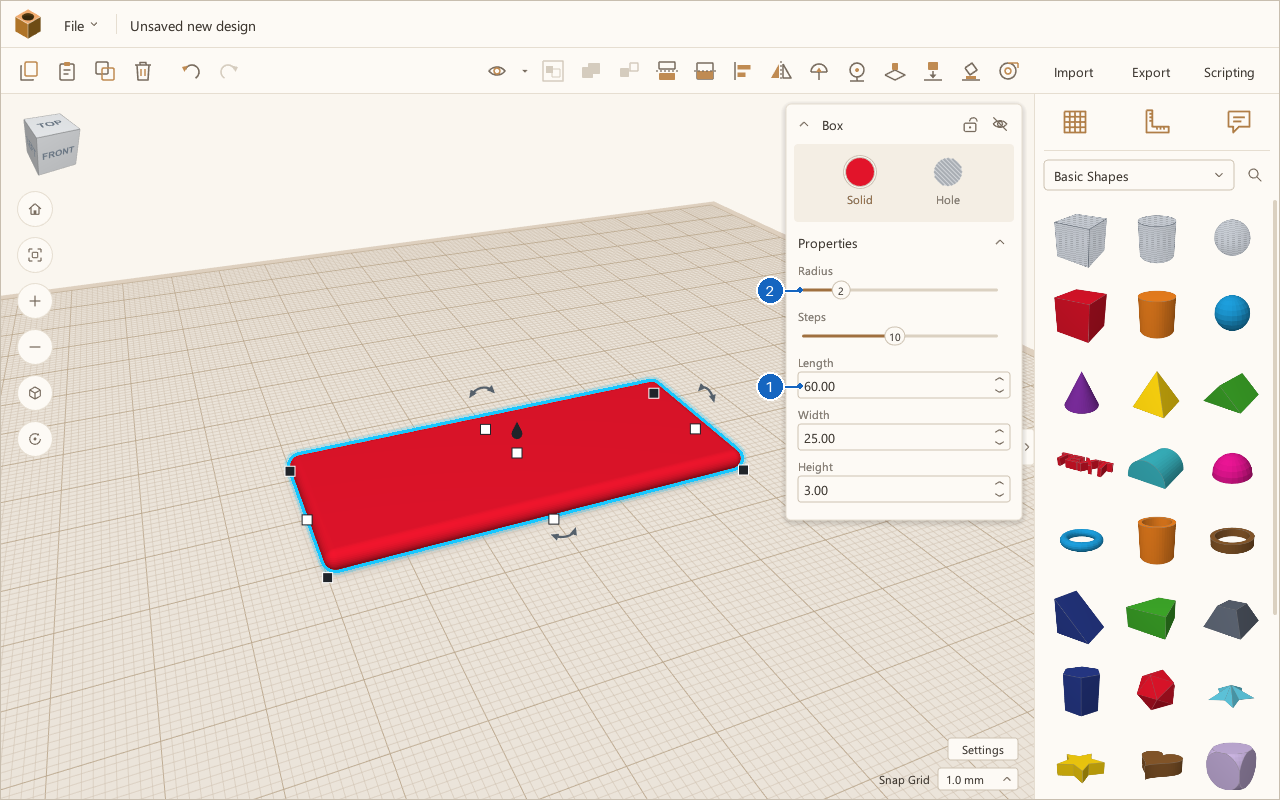 File
Unsaved new design
Import
Export
Scripting
TOP
FRONT
Box
Solid
Hole
Properties
Radius
2
2
Steps
10
Length
1
60.00
Width
25.00
Height
3.00
Basic Shapes
Settings
Snap Grid
1.0 mm